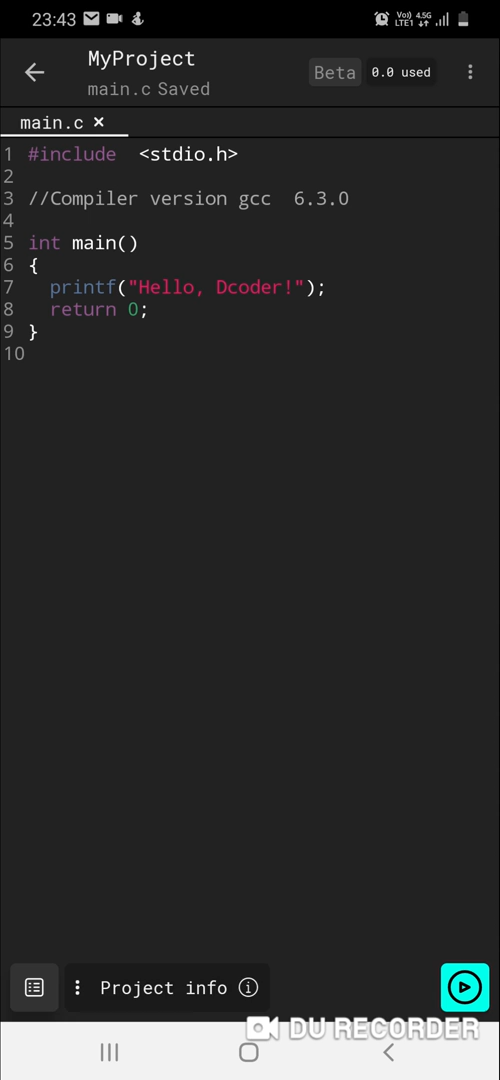 23:43 Vo) 4.5G LTE1
MyProject
main.c Saved
Beta 0.0 used
main.c ×
1 #include  <stdio.h>
2
3 //Compiler version gcc  6.3.0
4
5 int main()
6 {
7   printf("Hello, Dcoder!");
8   return 0;
9 }
10
Project info
DU RECORDER